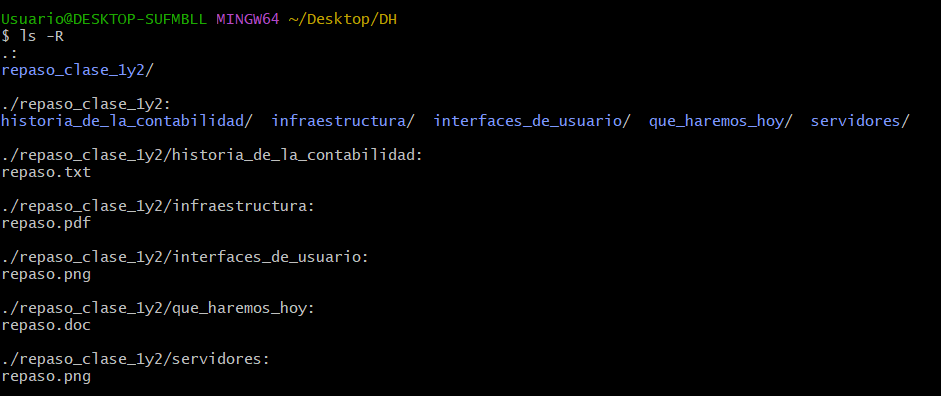 Usuario@DESKTOP-SUFMBLL MINGW64 ~/Desktop/DH
$ ls -R
.:
repaso_clase_1y2/

./repaso_clase_1y2:
historia_de_la_contabilidad/  infraestructura/  interfaces_de_usuario/  que_haremos_hoy/  servidores/

./repaso_clase_1y2/historia_de_la_contabilidad:
repaso.txt

./repaso_clase_1y2/infraestructura:
repaso.pdf

./repaso_clase_1y2/interfaces_de_usuario:
repaso.png

./repaso_clase_1y2/que_haremos_hoy:
repaso.doc

./repaso_clase_1y2/servidores:
repaso.png